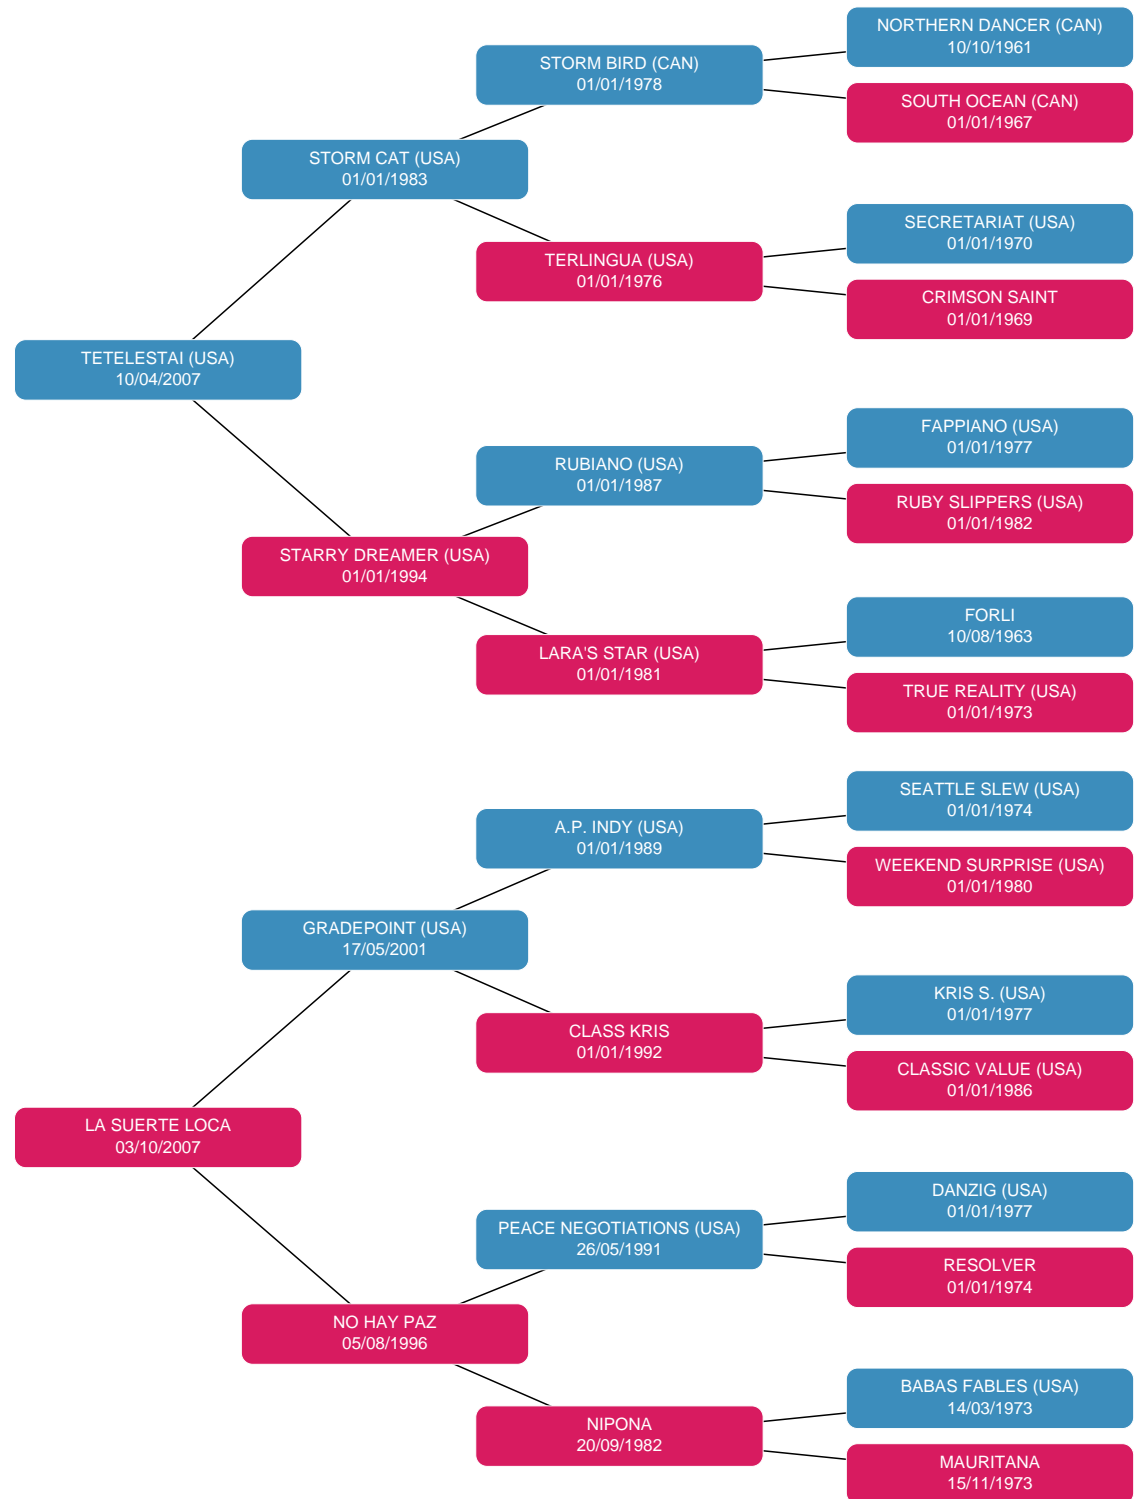 NORTHERN DANCER (CAN)
10/10/1961
STORM BIRD (CAN)
01/01/1978
SOUTH OCEAN (CAN)
01/01/1967
STORM CAT (USA)
01/01/1983
SECRETARIAT (USA)
01/01/1970
TERLINGUA (USA)
01/01/1976
CRIMSON SAINT
01/01/1969
TETELESTAI (USA)
10/04/2007
FAPPIANO (USA)
01/01/1977
RUBIANO (USA)
01/01/1987
RUBY SLIPPERS (USA)
01/01/1982
STARRY DREAMER (USA)
01/01/1994
FORLI
10/08/1963
LARA'S STAR (USA)
01/01/1981
TRUE REALITY (USA)
01/01/1973
SEATTLE SLEW (USA)
01/01/1974
A.P. INDY (USA)
01/01/1989
WEEKEND SURPRISE (USA)
01/01/1980
GRADEPOINT (USA)
17/05/2001
KRIS S. (USA)
01/01/1977
CLASS KRIS
01/01/1992
CLASSIC VALUE (USA)
01/01/1986
LA SUERTE LOCA
03/10/2007
DANZIG (USA)
01/01/1977
PEACE NEGOTIATIONS (USA)
26/05/1991
RESOLVER
01/01/1974
NO HAY PAZ
05/08/1996
BABAS FABLES (USA)
14/03/1973
NIPONA
20/09/1982
MAURITANA
15/11/1973